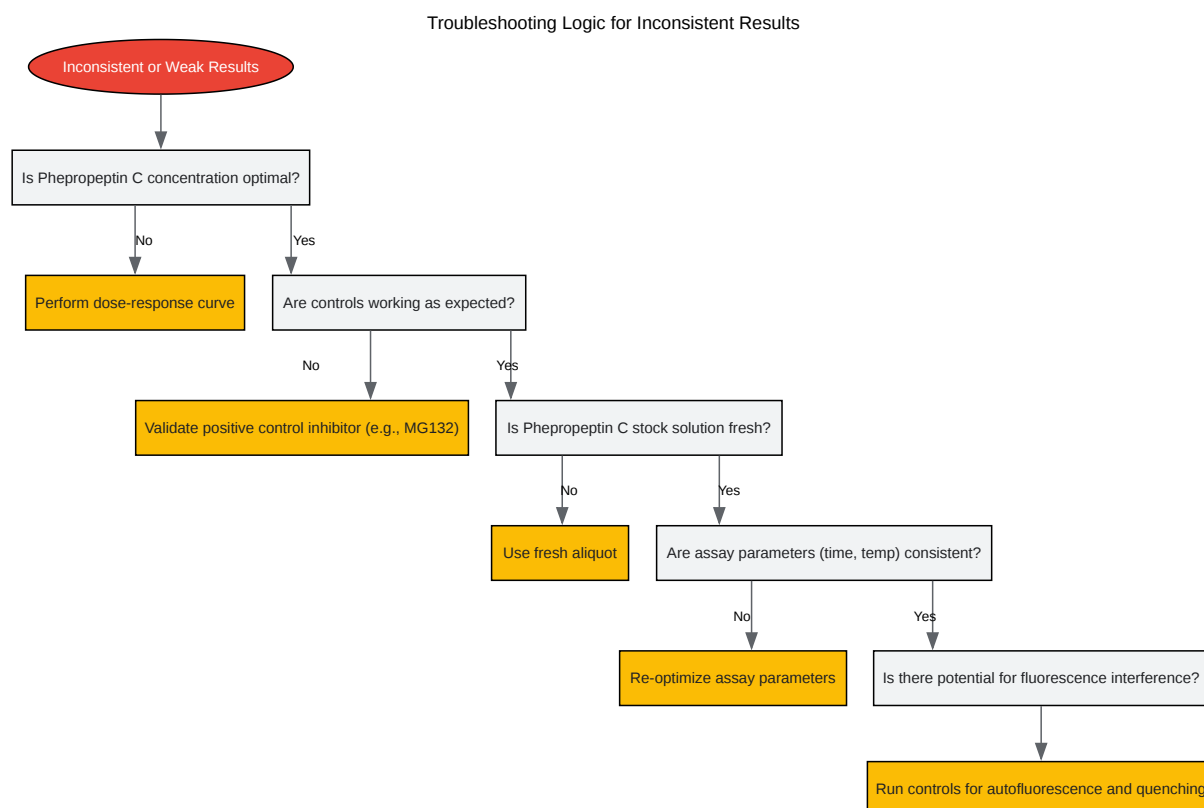 Troubleshooting Logic for Inconsistent Results
Inconsistent or Weak Results
Is Phepropeptin C concentration optimal?
No
Yes
Perform dose-response curve
Are controls working as expected?
No
Yes
Validate positive control inhibitor (e.g., MG132)
Is Phepropeptin C stock solution fresh?
No
Yes
Use fresh aliquot
Are assay parameters (time, temp) consistent?
No
Yes
Re-optimize assay parameters
Is there potential for fluorescence interference?
Run controls for autofluorescence and quenching